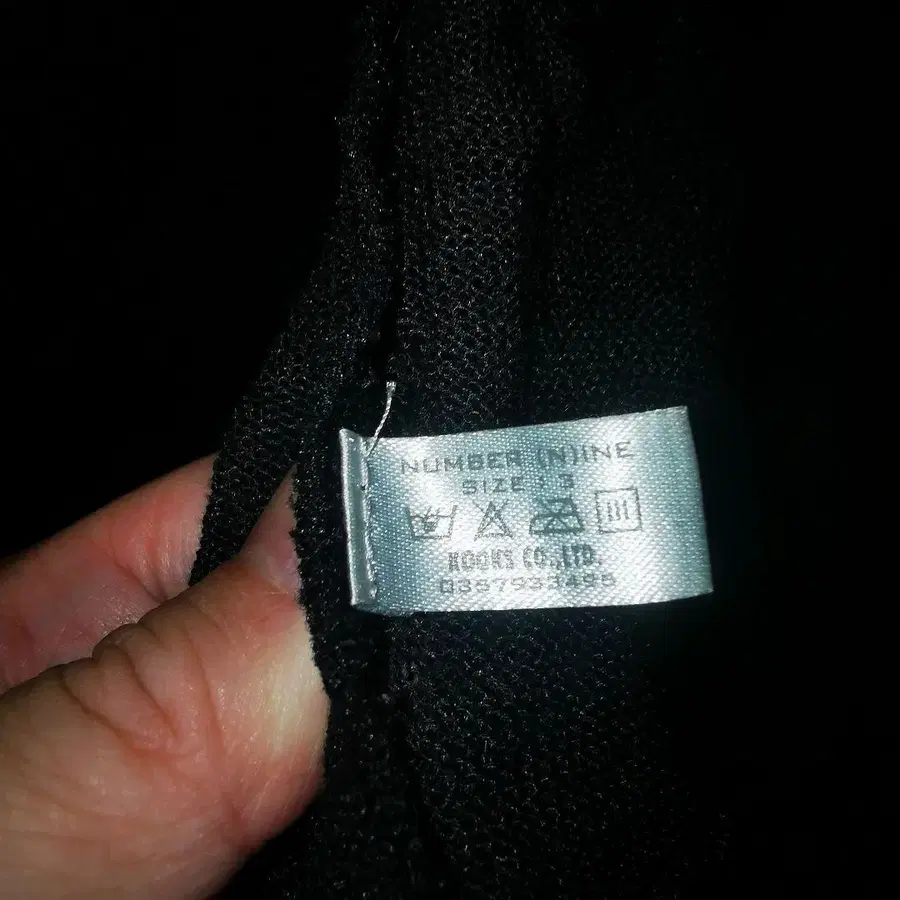 NUMBER (N)INE
SIZE : 3
KOOKS CO.,LTD.
0357933495